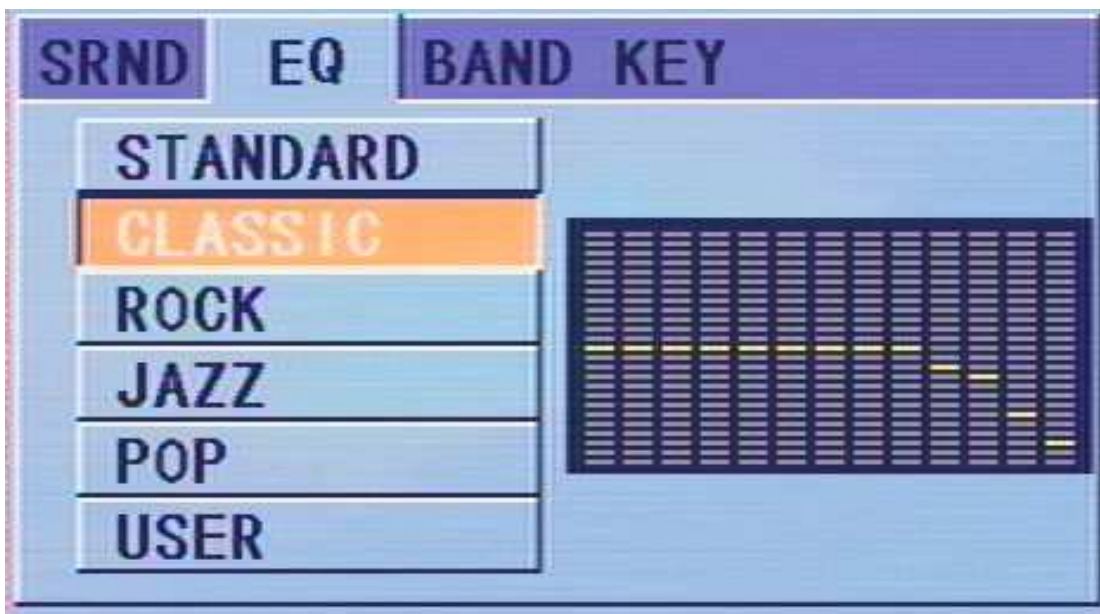 SRND EQ BAND KEY
STANDARD
CLASSIC
ROCK
JAZZ
POP
USER